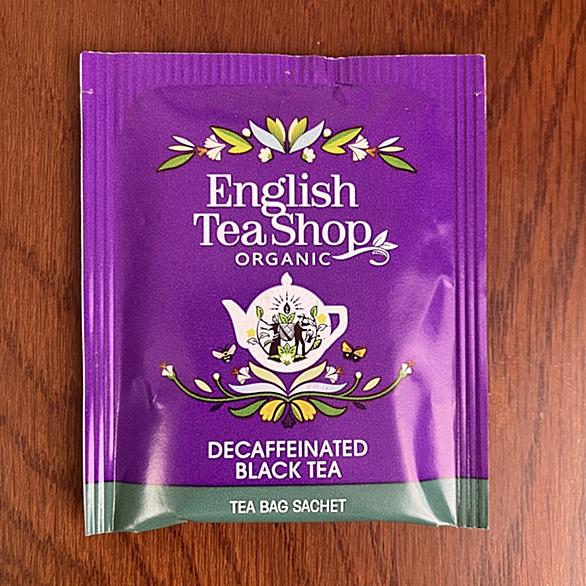 English
Tea Shop
ORGANIC
DECAFFEINATED
BLACK TEA
TEA BAG SACHET